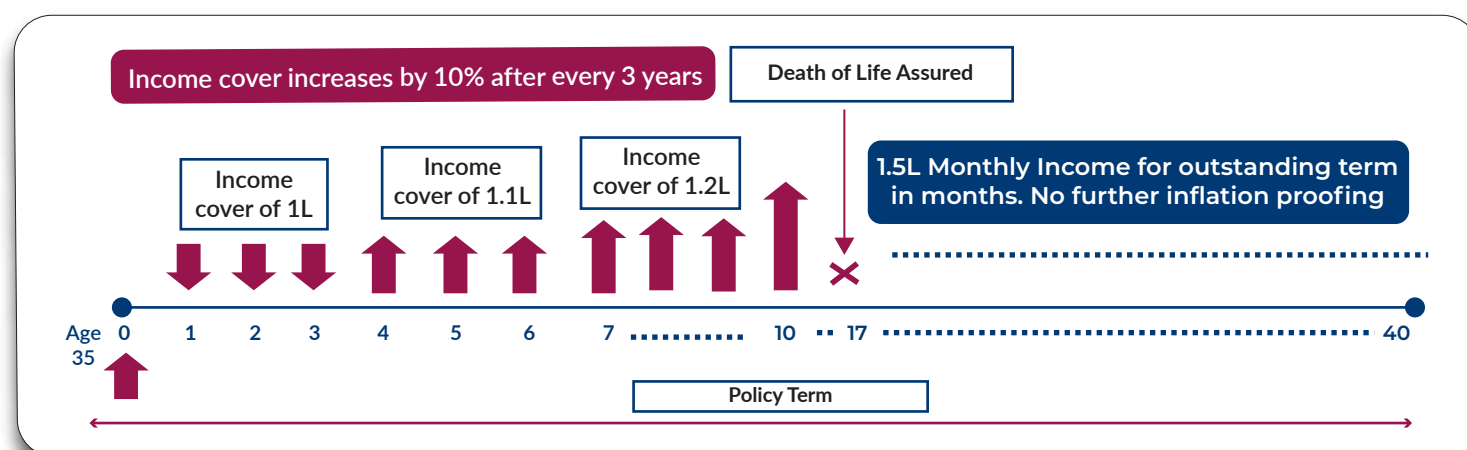 Income cover increases by 10% after every 3 years
Death of Life Assured
Income
cover of 1L
Income
cover of 1.1L
Income
cover of 1.2L
1.5L Monthly Income for outstanding term
in months. No further inflation proofing
Age 0 1 2 3 4 5 6 7 ........... 10 .. 17 ........... 40
35
Policy Term